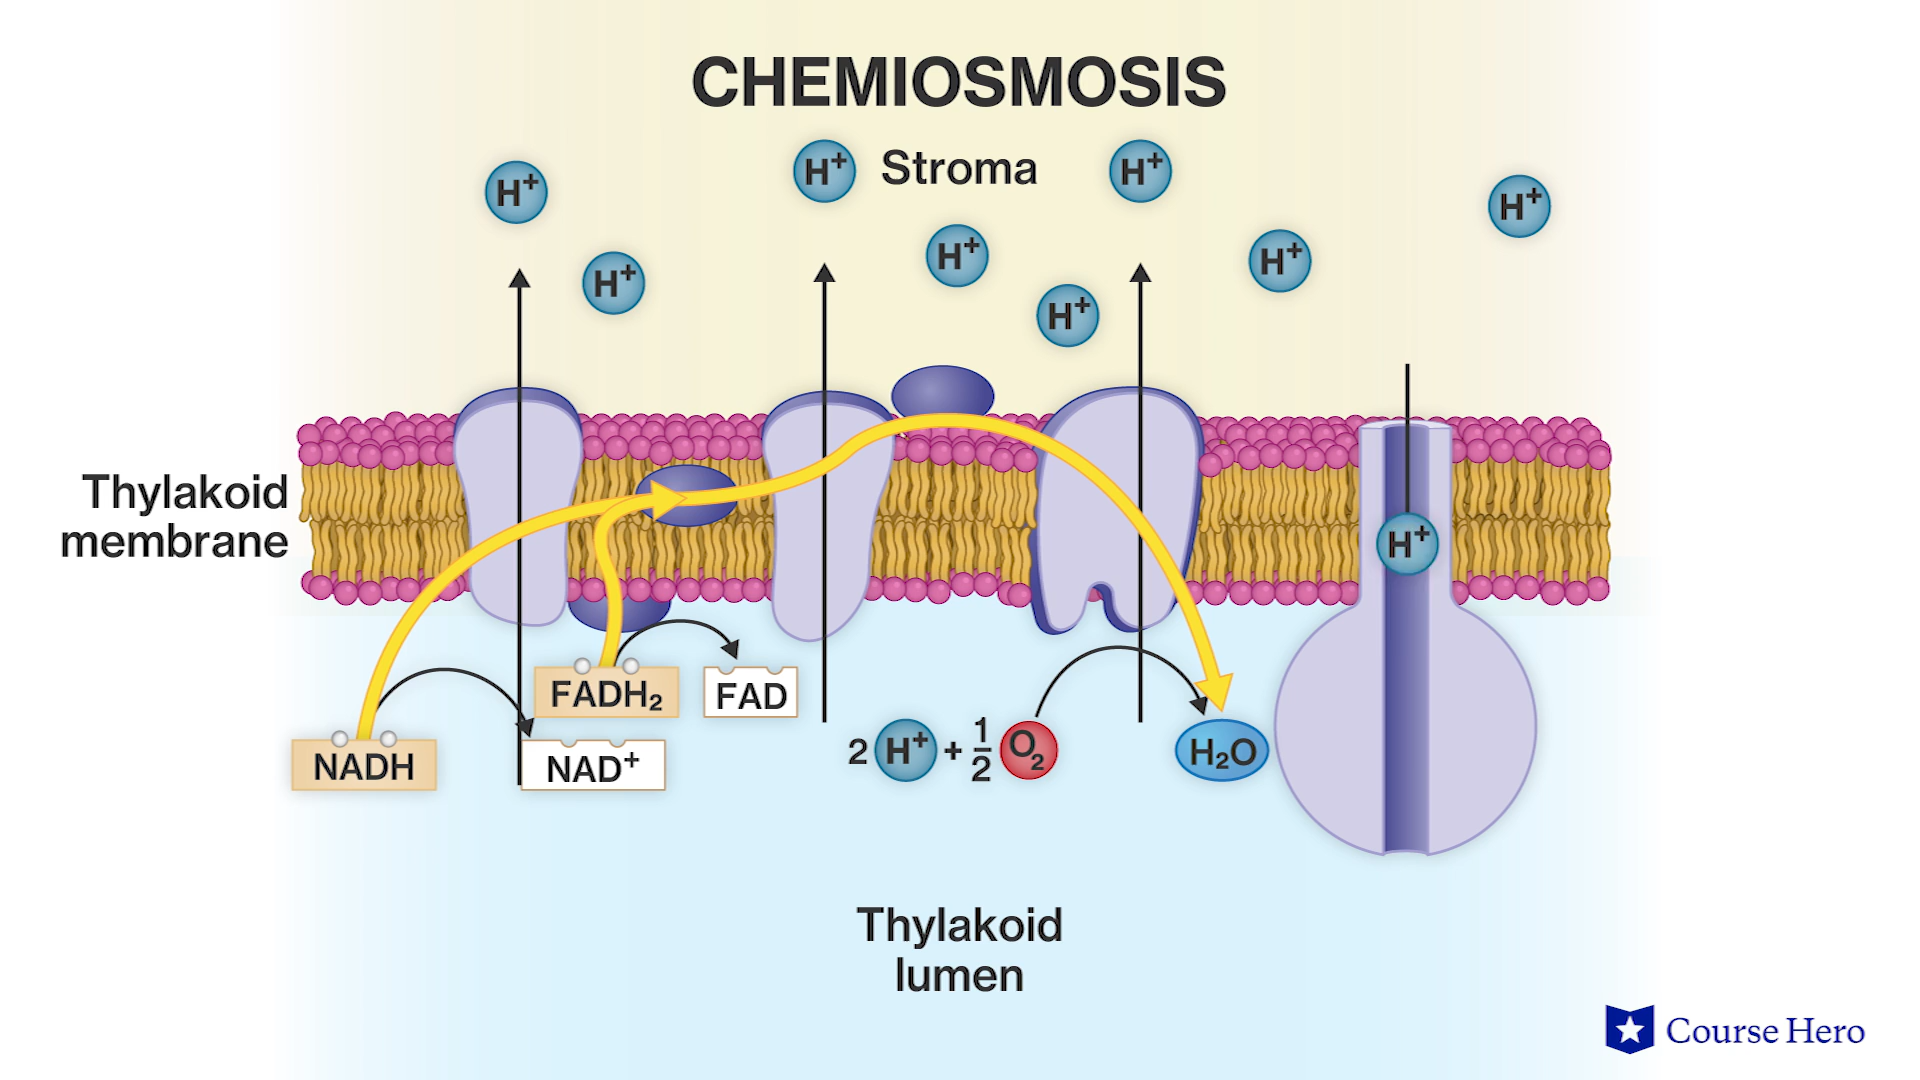 CHEMIOSMOSIS
H⁺ Stroma H⁺
H⁺ H⁺
H⁺ H⁺
H⁺ H⁺
Thylakoid
membrane
H⁺
FADH₂ FAD
NADH NAD⁺
2 H⁺ + 1/2 O₂ H₂O
Thylakoid
lumen
Course Hero